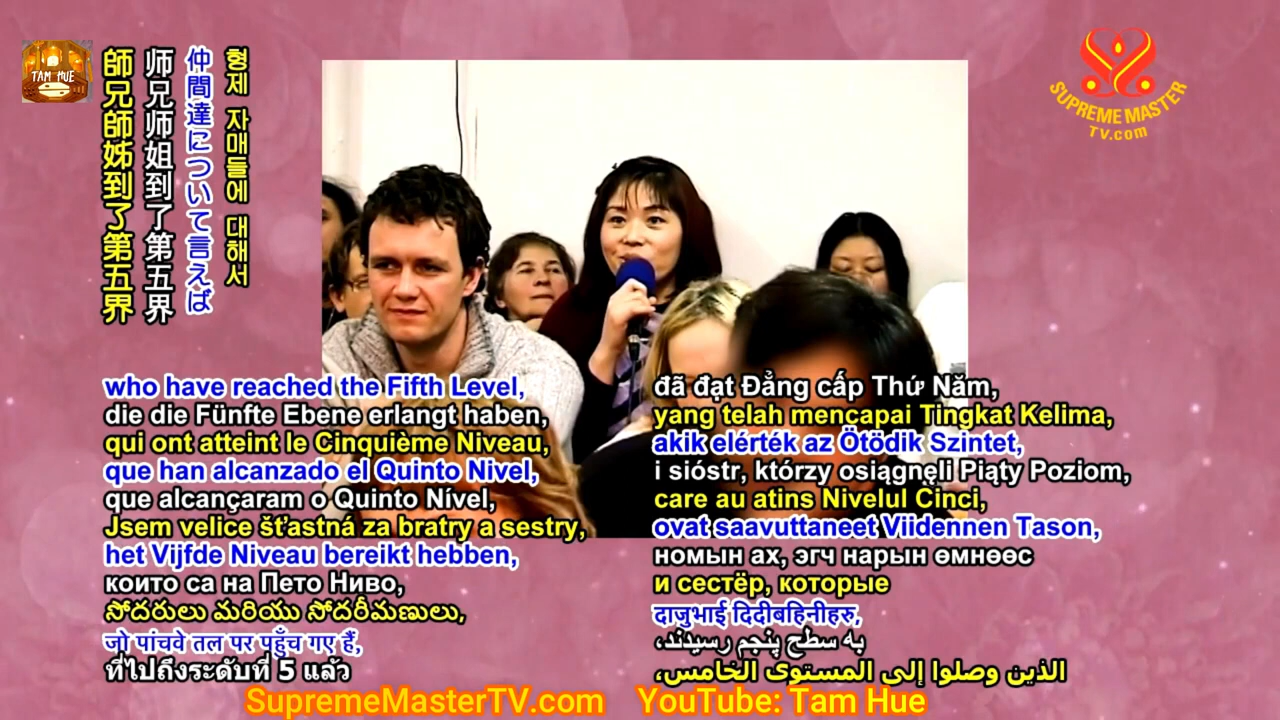 TAM HUE
師兄師姊到了第五界
师兄师姐到了第五界
仲間達について言えば
형제 자매들에 대해서
SUPREME MASTER
TV.com
who have reached the Fifth Level,
die die Fünfte Ebene erlangt haben,
qui ont atteint le Cinquième Niveau,
que han alcanzado el Quinto Nivel,
que alcançaram o Quinto Nível,
Jsem velice šťastná za bratry a sestry,
het Vijfde Niveau bereikt hebben,
които са на Пето Ниво,
సోదరులు మరియు సోదరీమణులు,
जो पांचवे तल पर पहुँच गए हैं,
ที่ไปถึงระดับที่ 5 แล้ว
đã đạt Đẳng cấp Thứ Năm,
yang telah mencapai Tingkat Kelima,
akik elérték az Ötödik Szintet,
i sióstr, którzy osiągnęli Piąty Poziom,
care au atins Nivelul Cinci,
ovat saavuttaneet Viidennen Tason,
номын ах, эгч нарын өмнөөс
и сестёр, которые
दाजुभाई दिदीबहिनीहरु,
به سطح پنجم رسیدند،
الذين وصلوا إلى المستوى الخامس،
SupremeMasterTV.com YouTube: Tam Hue